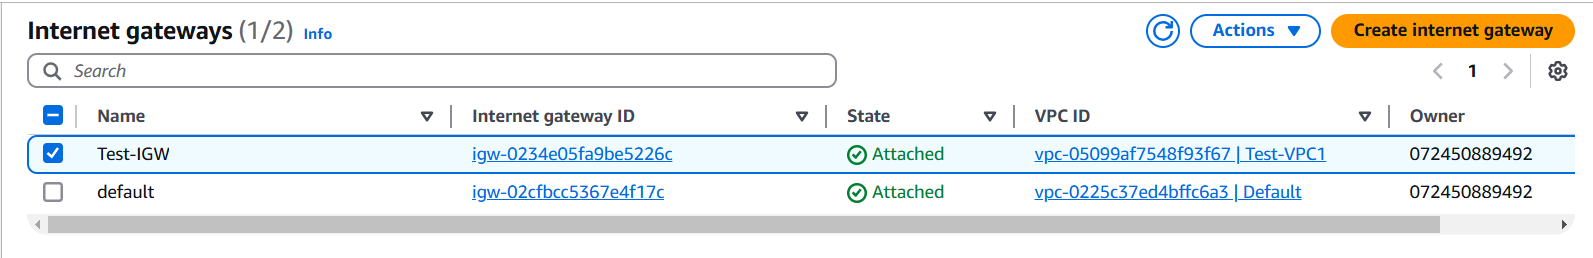 Internet gateways (1/2) Info Actions Create internet gateway
Search 1
Name Internet gateway ID State VPC ID Owner
Test-IGW igw-0234e05fa9be5226c Attached vpc-05099af7548f93f67 | Test-VPC1 072450889492
default igw-02cfbcc5367e4f17c Attached vpc-0225c37ed4bffc6a3 | Default 072450889492